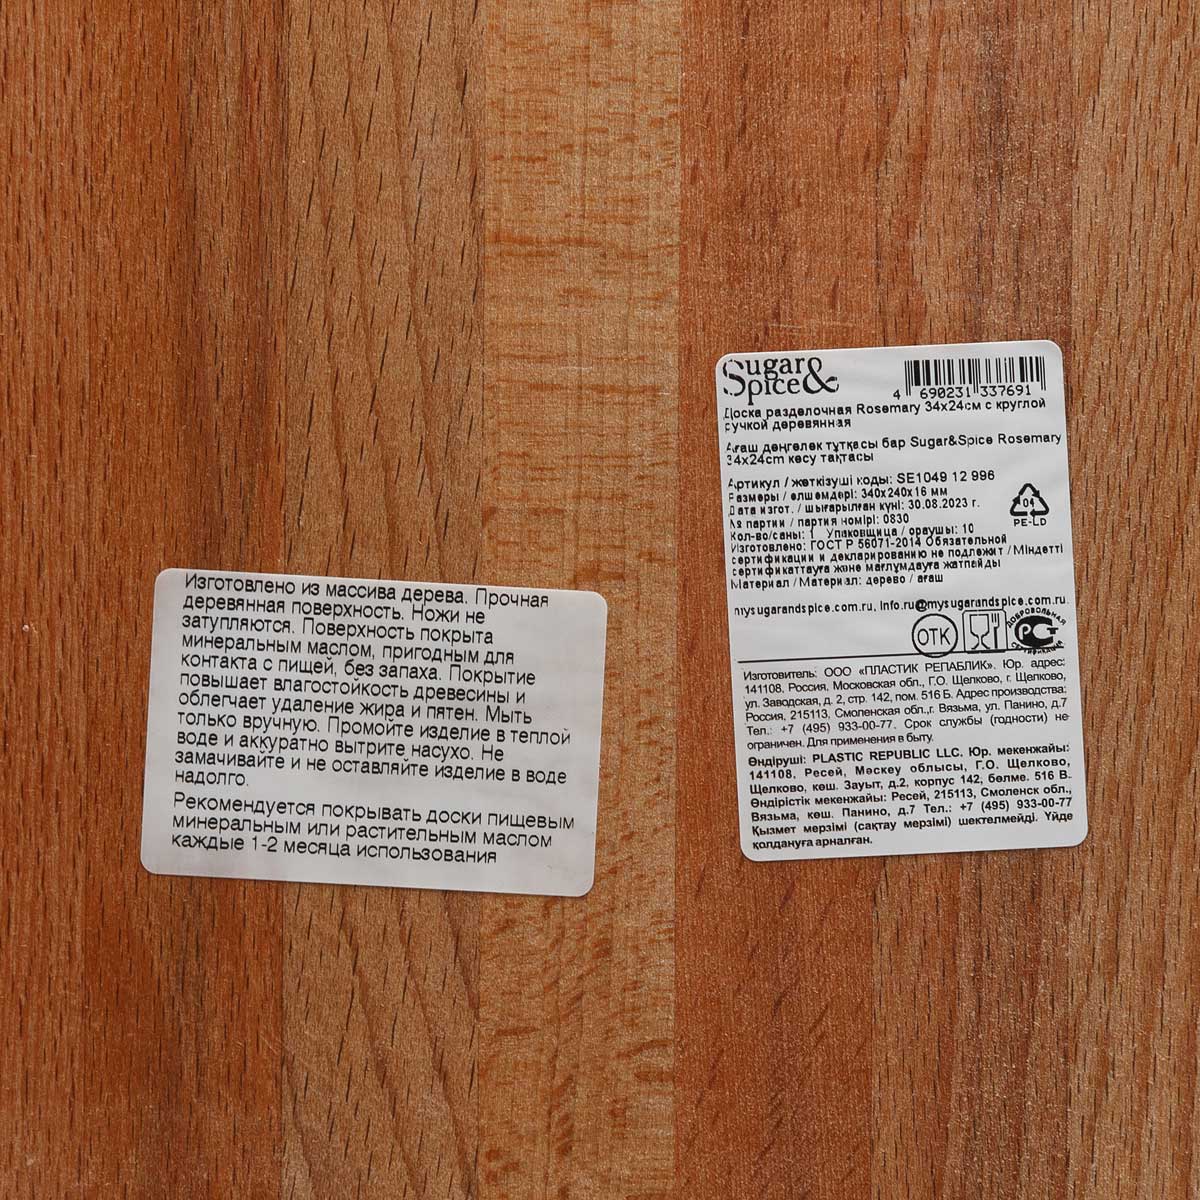 Изготовлено из массива дерева. Прочная
деревянная поверхность. Ножи не
затупляются. Поверхность покрыта
минеральным маслом, пригодным для
контакта с пищей, без запаха. Покрытие
повышает влагостойкость древесины и
облегчает удаление жира и пятен. Мыть
только вручную. Промойте изделие в теплой
воде и аккуратно вытрите насухо. Не
замачивайте и не оставляйте изделие в воде
надолго.
Рекомендуется покрывать доски пищевым
минеральным или растительным маслом
каждые 1-2 месяца использования
Sugar
&
Spice
4 690231 337691
Доска разделочная Rosemary 34х24см с круглой
ручкой деревянная
Ағаш дөңгелек тұтқасы бар Sugar&Spice Rosemary
34x24cm кесу тақтасы
Артикул / жеткізуші коды: SE1049 12 996
Размеры / өлшемдері: 340x240x16 мм
Дата изгот. / шығарылған күні: 30.08.2023 г.
№ партии / партия номірі: 0830
Кол-во/саны: 1 Упаковщица / ораушы: 10
Изготовлено: ГОСТ Р 56071-2014 Обязательной
сертификации и декларированию не подлежит / Міндетті
сертификаттауға және мағлұмдауға жатпайды
Материал / Материал: дерево / ағаш
04
PE-LD
mysugarandspice.com.ru, info.ru@mysugarandspice.com.ru
ОТК
ДОБРОВОЛЬНАЯ
РСТ
СЕРТИФИКАЦИЯ
Изготовитель: ООО «ПЛАСТИК РЕПАБЛИК». Юр. адрес:
141108, Россия, Московская обл., Г.О. Щелково, г. Щелково,
ул. Заводская, д. 2, стр. 142, пом. 516 Б. Адрес производства:
Россия, 215113, Смоленская обл.,г. Вязьма, ул. Панино, д.7
Тел.: +7 (495) 933-00-77. Срок службы (годности) не
ограничен. Для применения в быту.
Өндіруші: PLASTIC REPUBLIC LLC. Юр. мекенжайы:
141108, Ресей, Мәскеу облысы, Г.О. Щелково,
Щелково, көш. Зауыт, д.2, корпус 142, бөлме. 516 В.
Өндірістік мекенжайы: Ресей, 215113, Смоленск обл.,
Вязьма, көш. Панино, д.7 Тел.: +7 (495) 933-00-77
Қызмет мерзімі (сақтау мерзімі) шектелмейді. Үйде
қолдануға арналған.